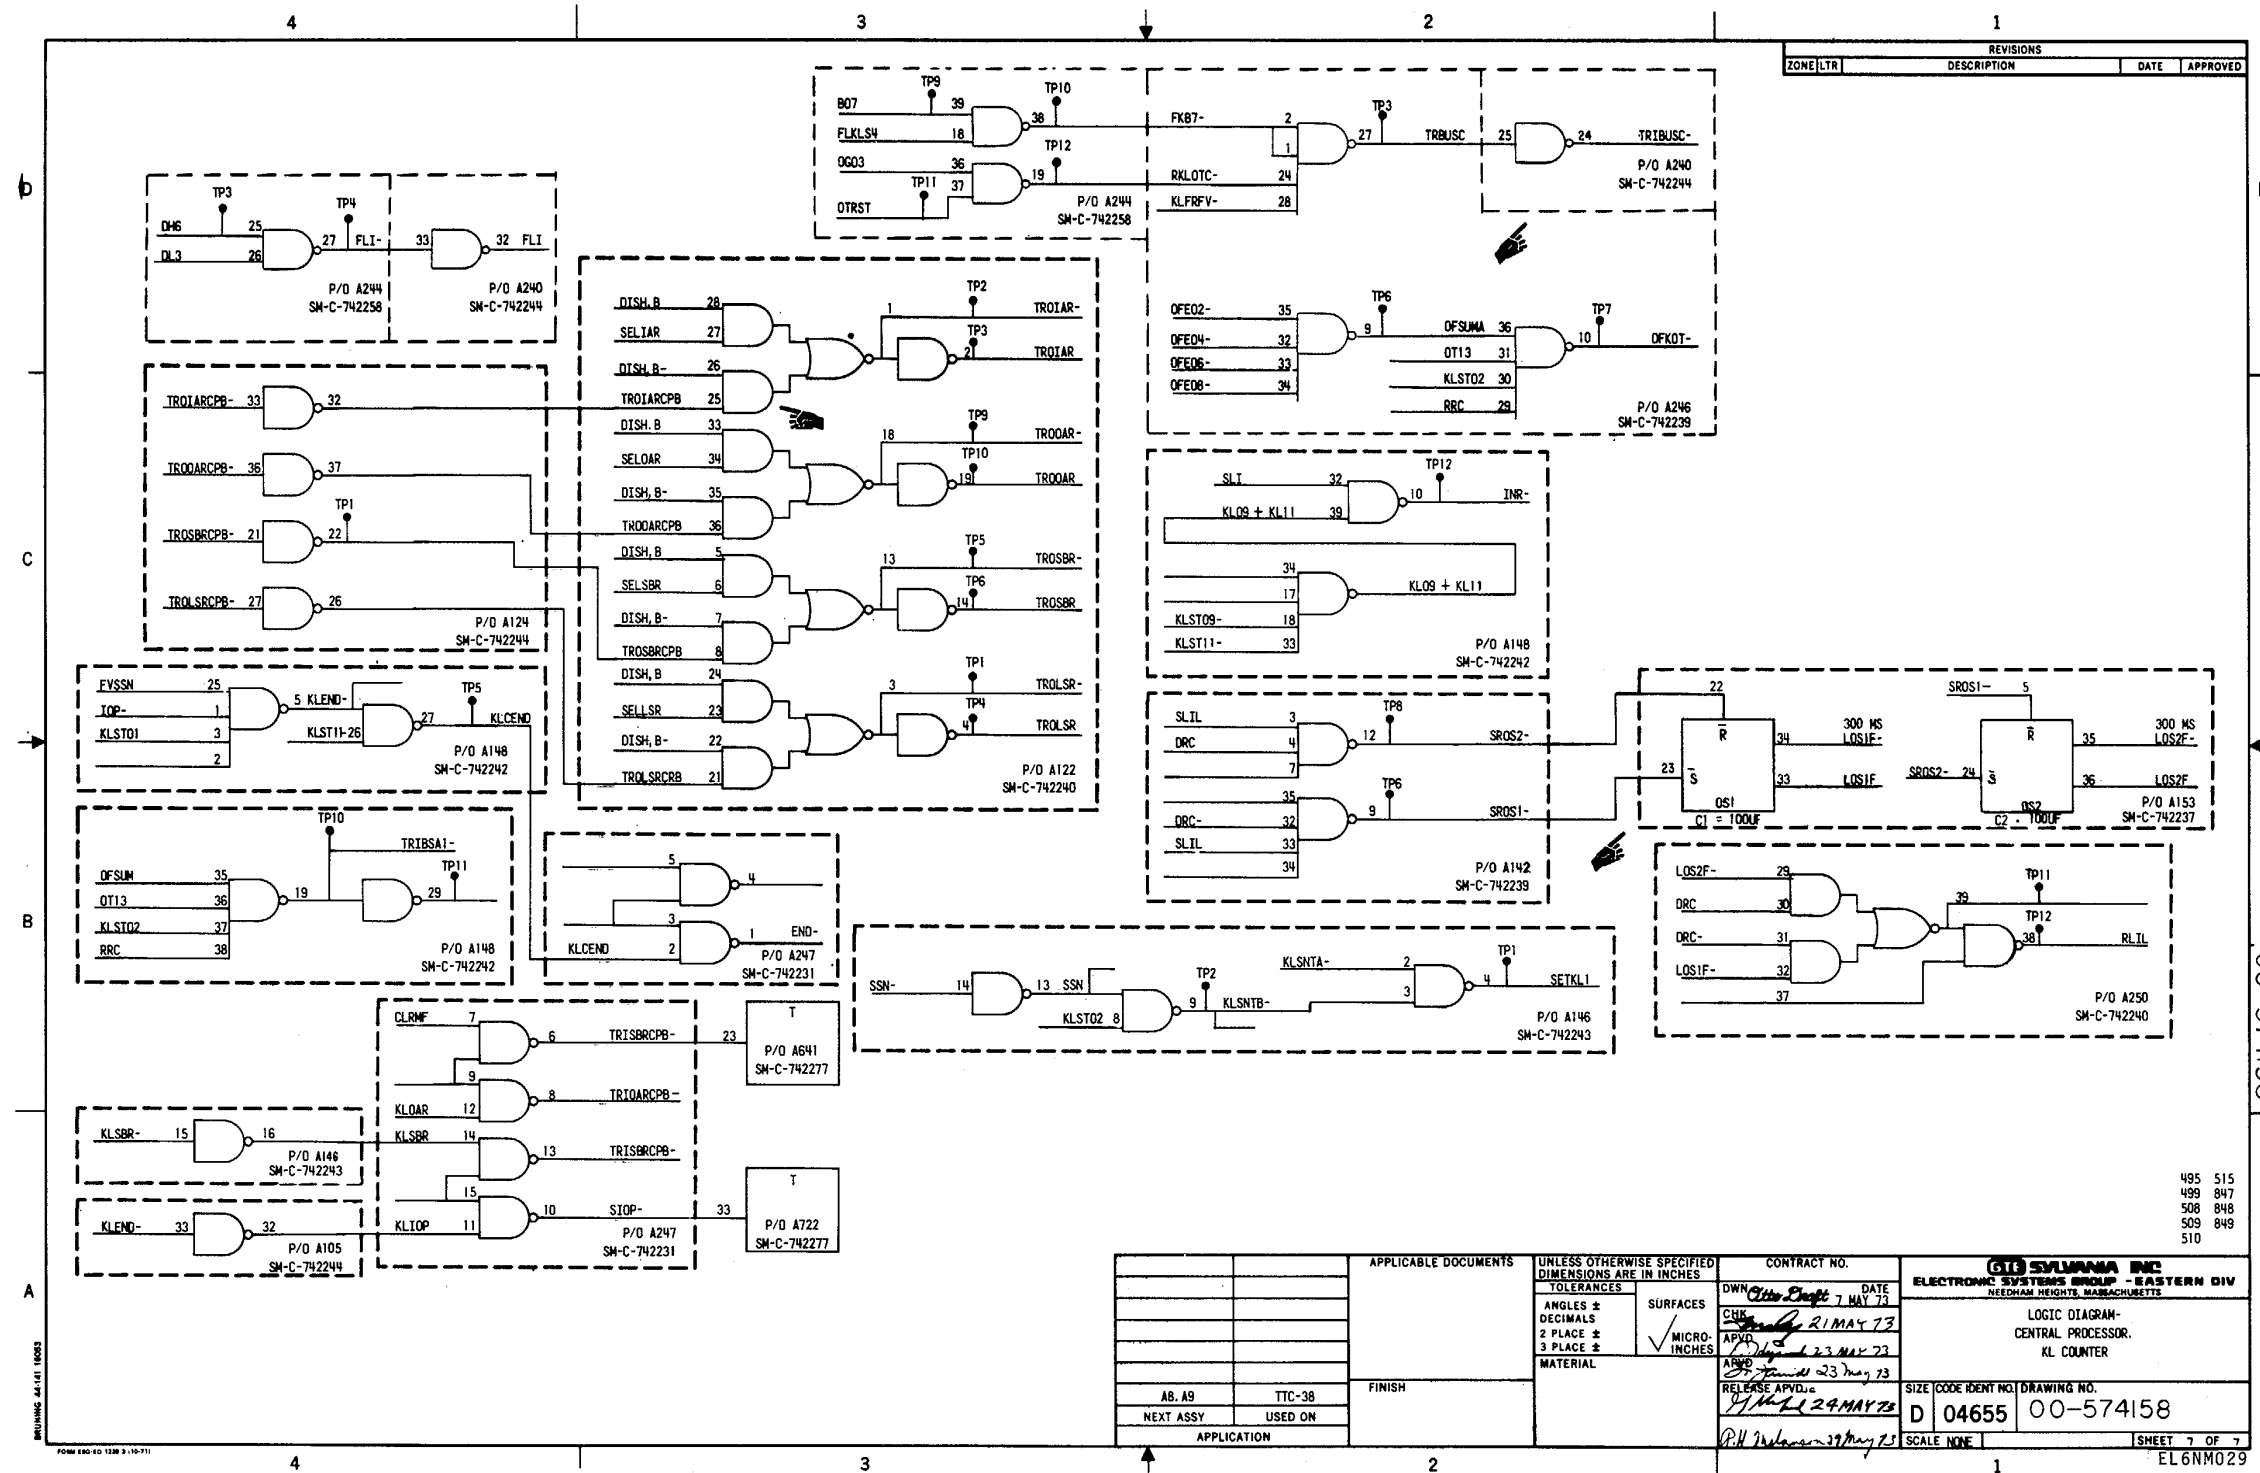 4 3 2 1
REVISIONS
ZONE LTR DESCRIPTION DATE APPROVED
D
C
B
A
TP3
DH6 25
DL3 26
TP4
27 FLI- 33
32 FLI
P/O A244
SM-C-742258
P/O A240
SM-C-742244
TROIARCPB- 33 32
TROOARCPB- 36 37
TP1
TROSBRCPB- 21 22
TROLSRCPB- 27 26
P/O A124
SM-C-742244
FVSSN 25
IOP- 1
KLST01 3
2
5 KLEND-
KLST11-26
TP5
27 KLCEND
P/O A148
SM-C-742242
TP10
TRIBSA1-
TP11
OFSUM 35
OT13 36
KLST02 37
RRC 38
19 29
P/O A148
SM-C-742242
KLSBR- 15 16
P/O A146
SM-C-742243
KLEND- 33 32
P/O A105
SM-C-742244
CLRMF 7
6 TRISBRCPB- 23
9
KLOAR 12
8 TRIOARCPB-
KLSBR 14
13 TRISBRCPB-
15
KLIOP 11
10 SIOP- 33
P/O A247
SM-C-742231
T
P/O A641
SM-C-742277
T
P/O A722
SM-C-742277
5
4
3
KLCEND 2
1 END-
P/O A247
SM-C-742231
DISH,B 28
SELIAR 27
DISH,B- 26
TROIARCPB 25
1 TP2 TROIAR-
2 TP3 TROIAR
DISH.B 33
SELOAR 34
DISH,B- 35
TROOARCPB 36
18 TP9 TROOAR-
19 TP10 TROOAR
DISH,B 5
SELSBR 6
DISH,B- 7
TROSBRCPB 8
13 TP5 TROSBR-
14 TP6 TROSBR
DISH,B 24
SELLSR 23
DISH,B- 22
TROLSRCRB 21
3 TP1 TROLSR-
4 TP4 TROLSR
P/O A122
SM-C-742240
TP9
B07 39
FLKLS4 18
TP10
38
OGO3 36
TP11 37
OTRST
TP12
19
P/O A244
SM-C-742258
FKB7- 2
1
RKLOTC- 24
KLFRFV- 28
TP3
27 TRBUSC 25
24 TRIBUSC-
P/O A240
SM-C-742244
OFE02- 35
OFE04- 32
OFE06- 33
OFE08- 34
TP6
9 OFSUMA 36
OT13 31
KLST02 30
RRC 29
TP7
10 OFKOT-
P/O A246
SM-C-742239
SLI 32
KL09 + KL11 39
TP12
10 INR-
34
17
KLST09- 18
KLST11- 33
KL09 + KL11
P/O A148
SM-C-742242
SLIL 3
DRC 4
7
TP8
12 SROS2-
35
DRC- 32
SLIL 33
34
TP6
9 SROS1-
P/O A142
SM-C-742239
22
R
23 S
OS1
C1 = 100UF
300 MS
34 LOS1F-
33 LOS1F
SROS1- 5
R
SROS2- 24 S
OS2
C2 . 100UF
300 MS
35 LOS2F-
36 LOS2F
P/O A153
SM-C-742237
LOS2F- 29
DRC 30
DRC- 31
LOS1F- 32
37
39 TP11
TP12
38 RLIL
P/O A250
SM-C-742240
SSN- 14 13 SSN
KLST02 8
TP2
9 KLSNTB-
KLSNTA- 2
3
TP1
4 SETKL1
P/O A146
SM-C-742243
495 515
499 847
508 848
509 849
510
A8. A9 TTC-38
NEXT ASSY USED ON
APPLICATION
APPLICABLE DOCUMENTS
FINISH
UNLESS OTHERWISE SPECIFIED
DIMENSIONS ARE IN INCHES
TOLERANCES
ANGLES ±
DECIMALS
2 PLACE ±
3 PLACE ±
SURFACES
MICRO-
INCHES
MATERIAL
CONTRACT NO.
DWN DATE
7 MAY 73
CHK 21 MAY 73
APVD 23 MAY 73
APVD 23 May 73
RELEASE APVD
24 MAY 73
29 May 73
GTE SYLVANIA INC
ELECTRONIC SYSTEMS GROUP - EASTERN DIV
NEEDHAM HEIGHTS, MASSACHUSETTS
LOGIC DIAGRAM-
CENTRAL PROCESSOR.
KL COUNTER
SIZE CODE IDENT NO. DRAWING NO.
D 04655 00-574158
SCALE NONE SHEET 7 OF 7
EL6NM029
BRUNING 44-141 16053
4 3 2 1